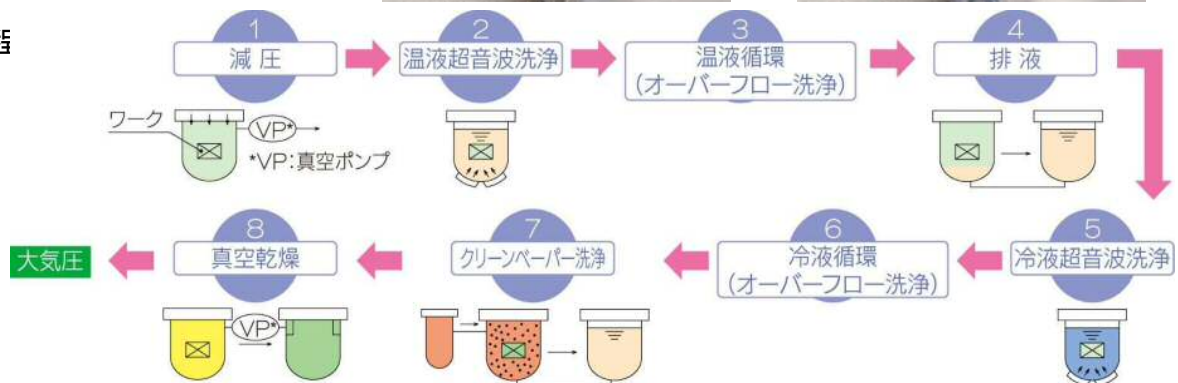 1
減圧
2
温液超音波洗浄
3
温液循環
(オーバーフロー洗浄)
4
排液
ワーク
VP*
*VP:真空ポンプ
5
冷液超音波洗浄
6
冷液循環
(オーバーフロー洗浄)
7
クリーンペーパー洗浄
8
真空乾燥
大気圧
VP*